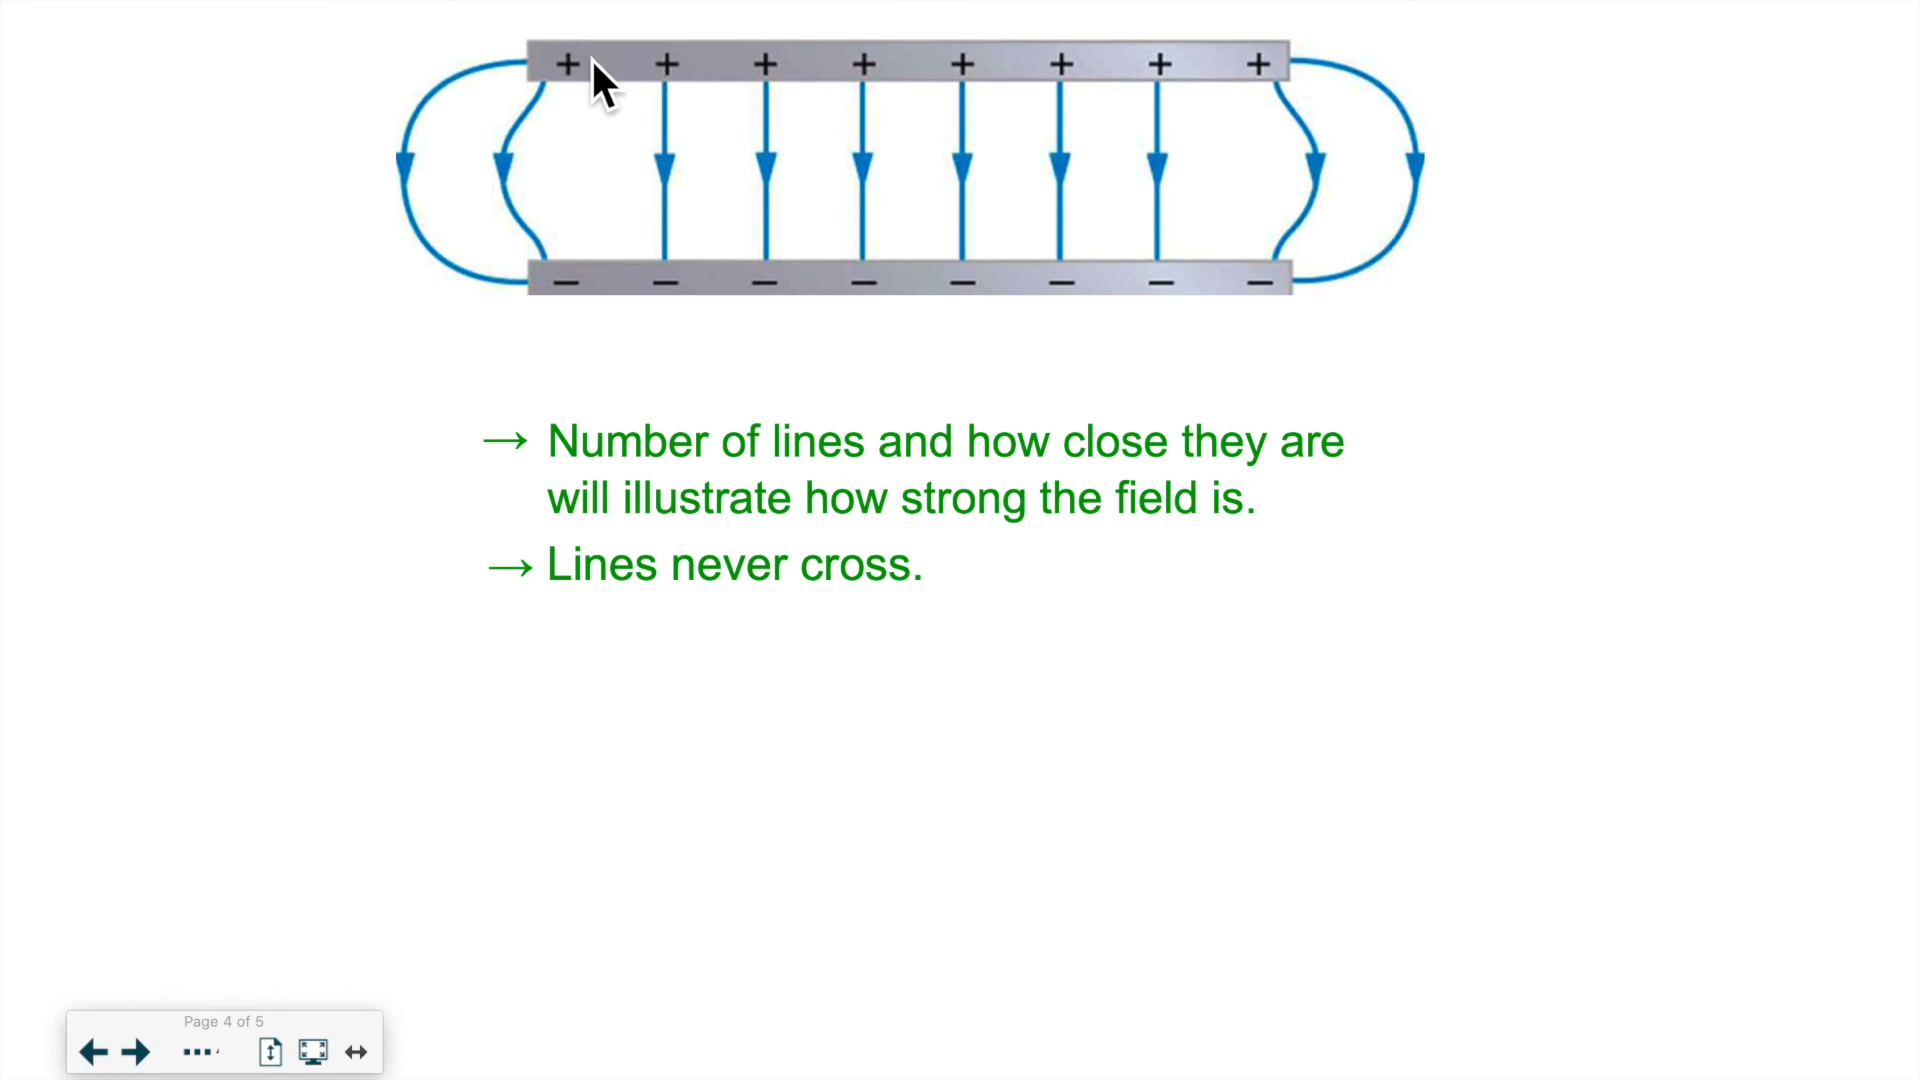 + + + + + + + +
− − − − − − − −
→ Number of lines and how close they are
will illustrate how strong the field is.
→ Lines never cross.
Page 4 of 5